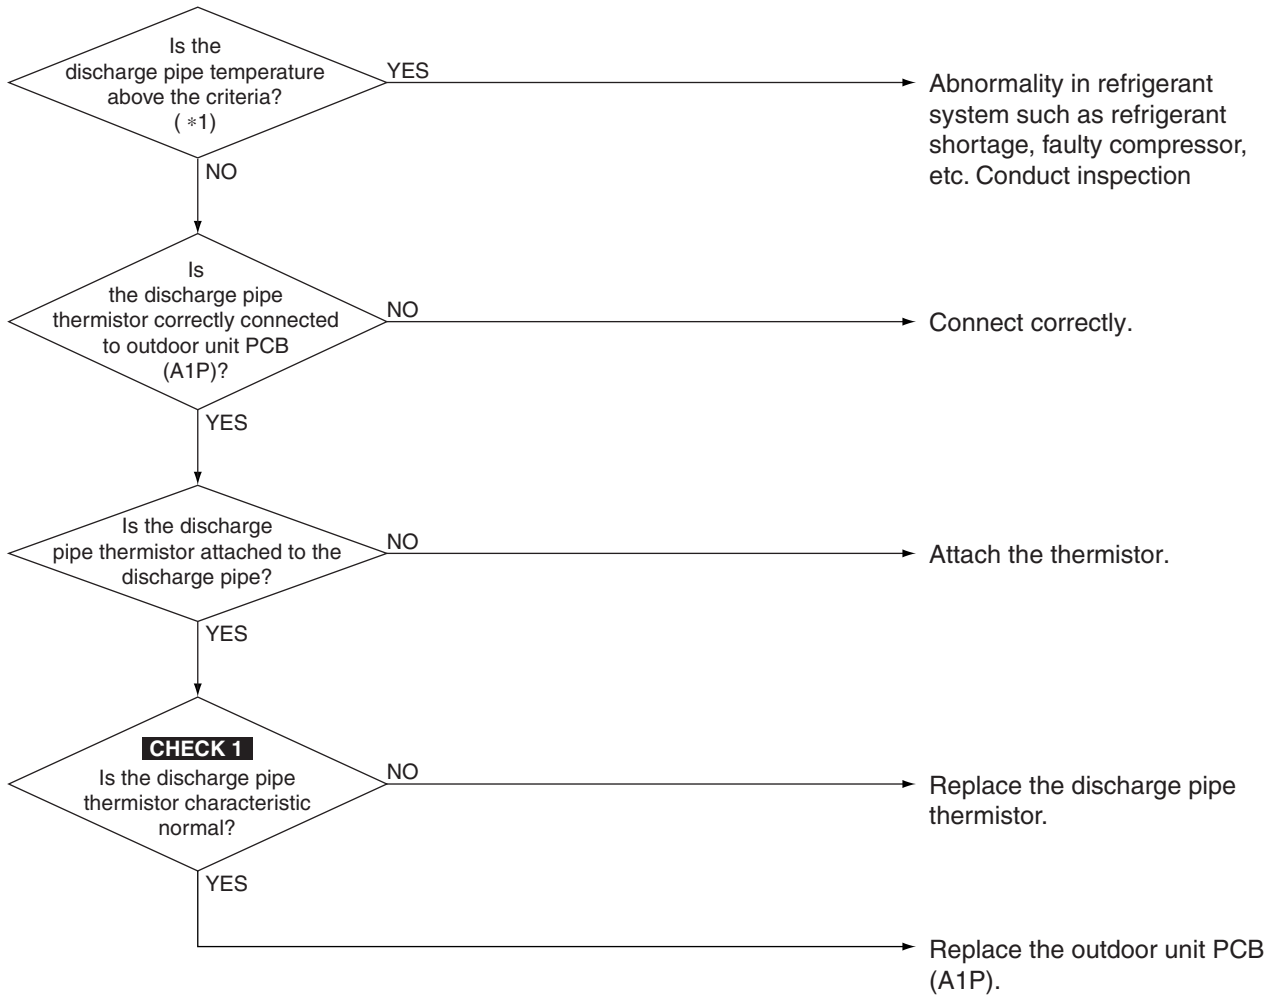 Is the
discharge pipe temperature
above the criteria?
( *1)
YES
Abnormality in refrigerant
system such as refrigerant
shortage, faulty compressor,
etc. Conduct inspection
NO
Is
the discharge pipe
thermistor correctly connected
to outdoor unit PCB
(A1P)?
NO
Connect correctly.
YES
Is the discharge
pipe thermistor attached to the
discharge pipe?
NO
Attach the thermistor.
YES
CHECK 1
Is the discharge pipe
thermistor characteristic
normal?
NO
Replace the discharge pipe
thermistor.
YES
Replace the outdoor unit PCB
(A1P).